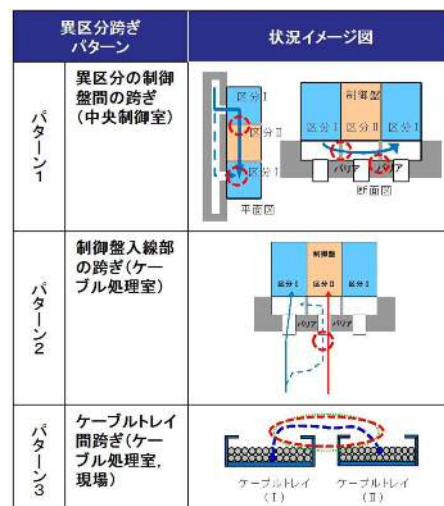 異区分跨ぎ
パターン
状況イメージ図
パターン1
異区分の制御
盤間の跨ぎ
(中央制御室)
区分Ⅰ
区分Ⅱ
区分Ⅰ
平面図
制御盤
区分Ⅰ 区分Ⅱ 区分Ⅰ
バリア バリア
断面図
パターン2
制御盤入線部
の跨ぎ(ケー
ブル処理室)
制御盤
区分Ⅰ 区分Ⅱ 区分Ⅰ
バリア バリア
パターン3
ケーブルトレイ
間跨ぎ(ケー
ブル処理室,
現場)
ケーブルトレイ ケーブルトレイ
(Ⅰ) (Ⅱ)